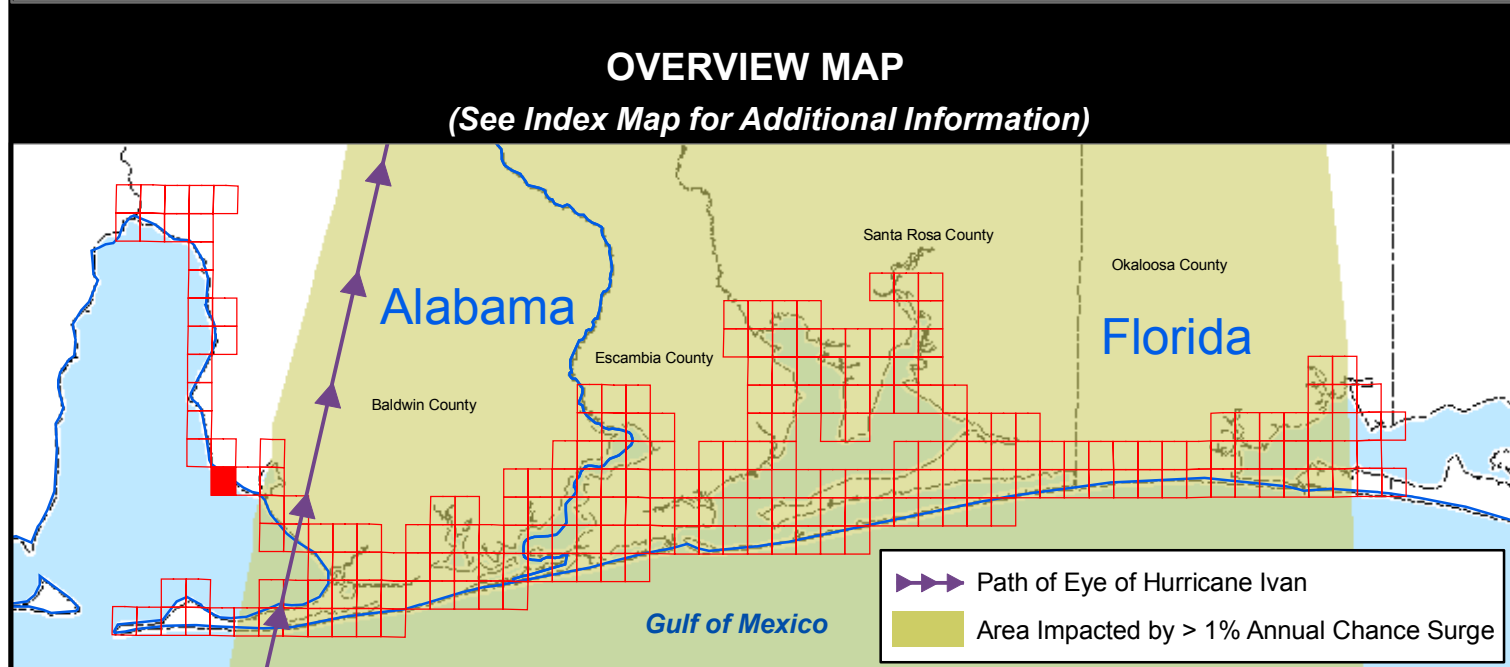 OVERVIEW MAP
(See Index Map for Additional Information)
Santa Rosa County
Okaloosa County
Alabama
Florida
Escambia County
Baldwin County
Gulf of Mexico
Path of Eye of Hurricane Ivan
Area Impacted by > 1% Annual Chance Surge